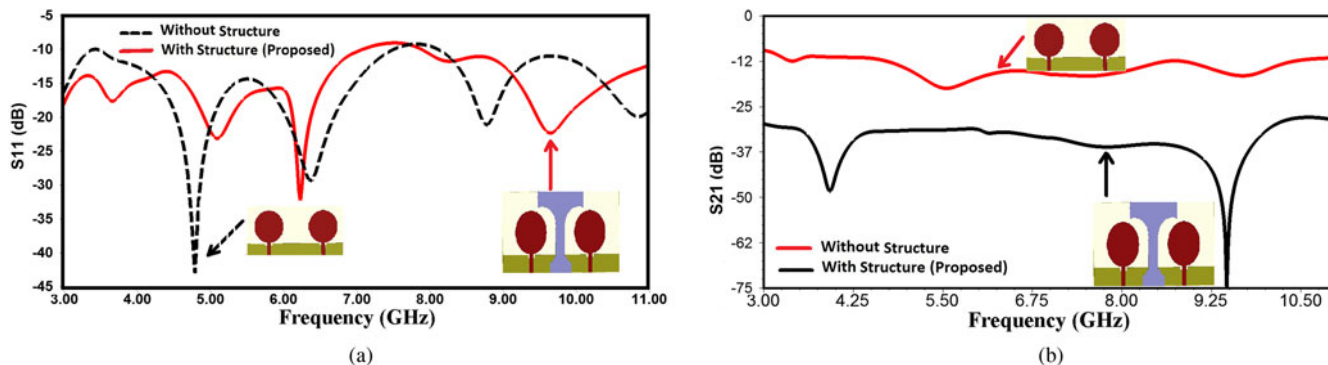 -5
-10
-15
-20
-25
-30
-35
-40
-45
S11 (dB)
Without Structure
With Structure (Proposed)
3.00 4.00 5.00 6.00 7.00 8.00 9.00 10.00 11.00
Frequency (GHz)
(a)
0
-12
-25
-37
-50
-62
-75
S21 (dB)
Without Structure
With Structure (Proposed)
3.00 4.25 5.50 6.75 8.00 9.25 10.50
Frequency (GHz)
(b)